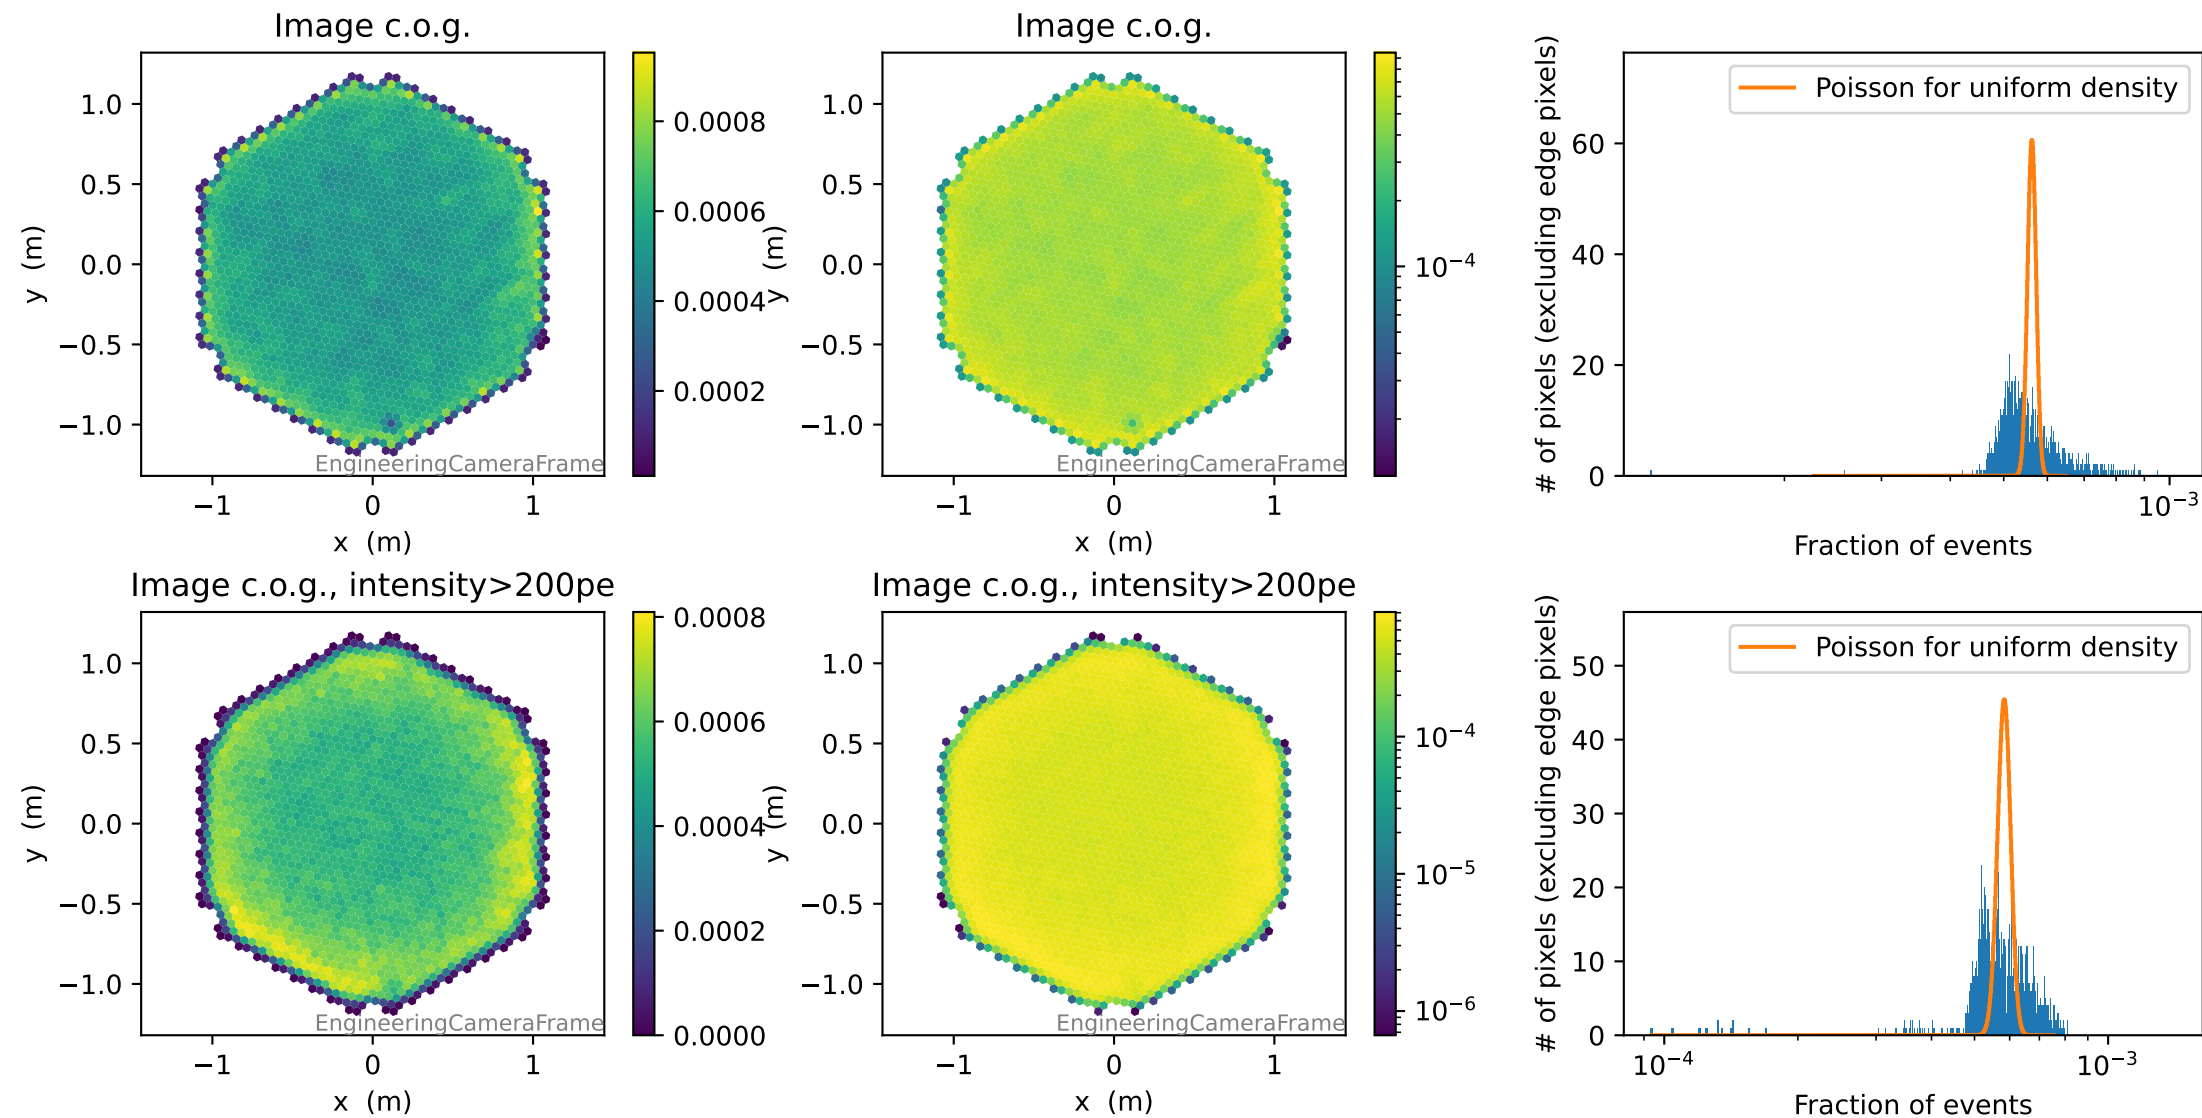 Image c.o.g.
1.0
0.5
0.0
−0.5
−1.0
y (m)
−1
0
1
x (m)
EngineeringCameraFrame
0.0008
0.0006
0.0004
0.0002
Image c.o.g.
1.0
0.5
0.0
−0.5
−1.0
y (m)
−1
0
1
x (m)
EngineeringCameraFrame
10−4
# of pixels (excluding edge pixels)
60
40
20
0
Poisson for uniform density
10−3
Fraction of events
Image c.o.g., intensity>200pe
1.0
0.5
0.0
−0.5
−1.0
y (m)
−1
0
1
x (m)
EngineeringCameraFrame
0.0008
0.0006
0.0004
0.0002
0.0000
Image c.o.g., intensity>200pe
1.0
0.5
0.0
−0.5
−1.0
y (m)
−1
0
1
x (m)
EngineeringCameraFrame
10−4
10−5
10−6
# of pixels (excluding edge pixels)
50
40
30
20
10
0
Poisson for uniform density
10−4
10−3
Fraction of events